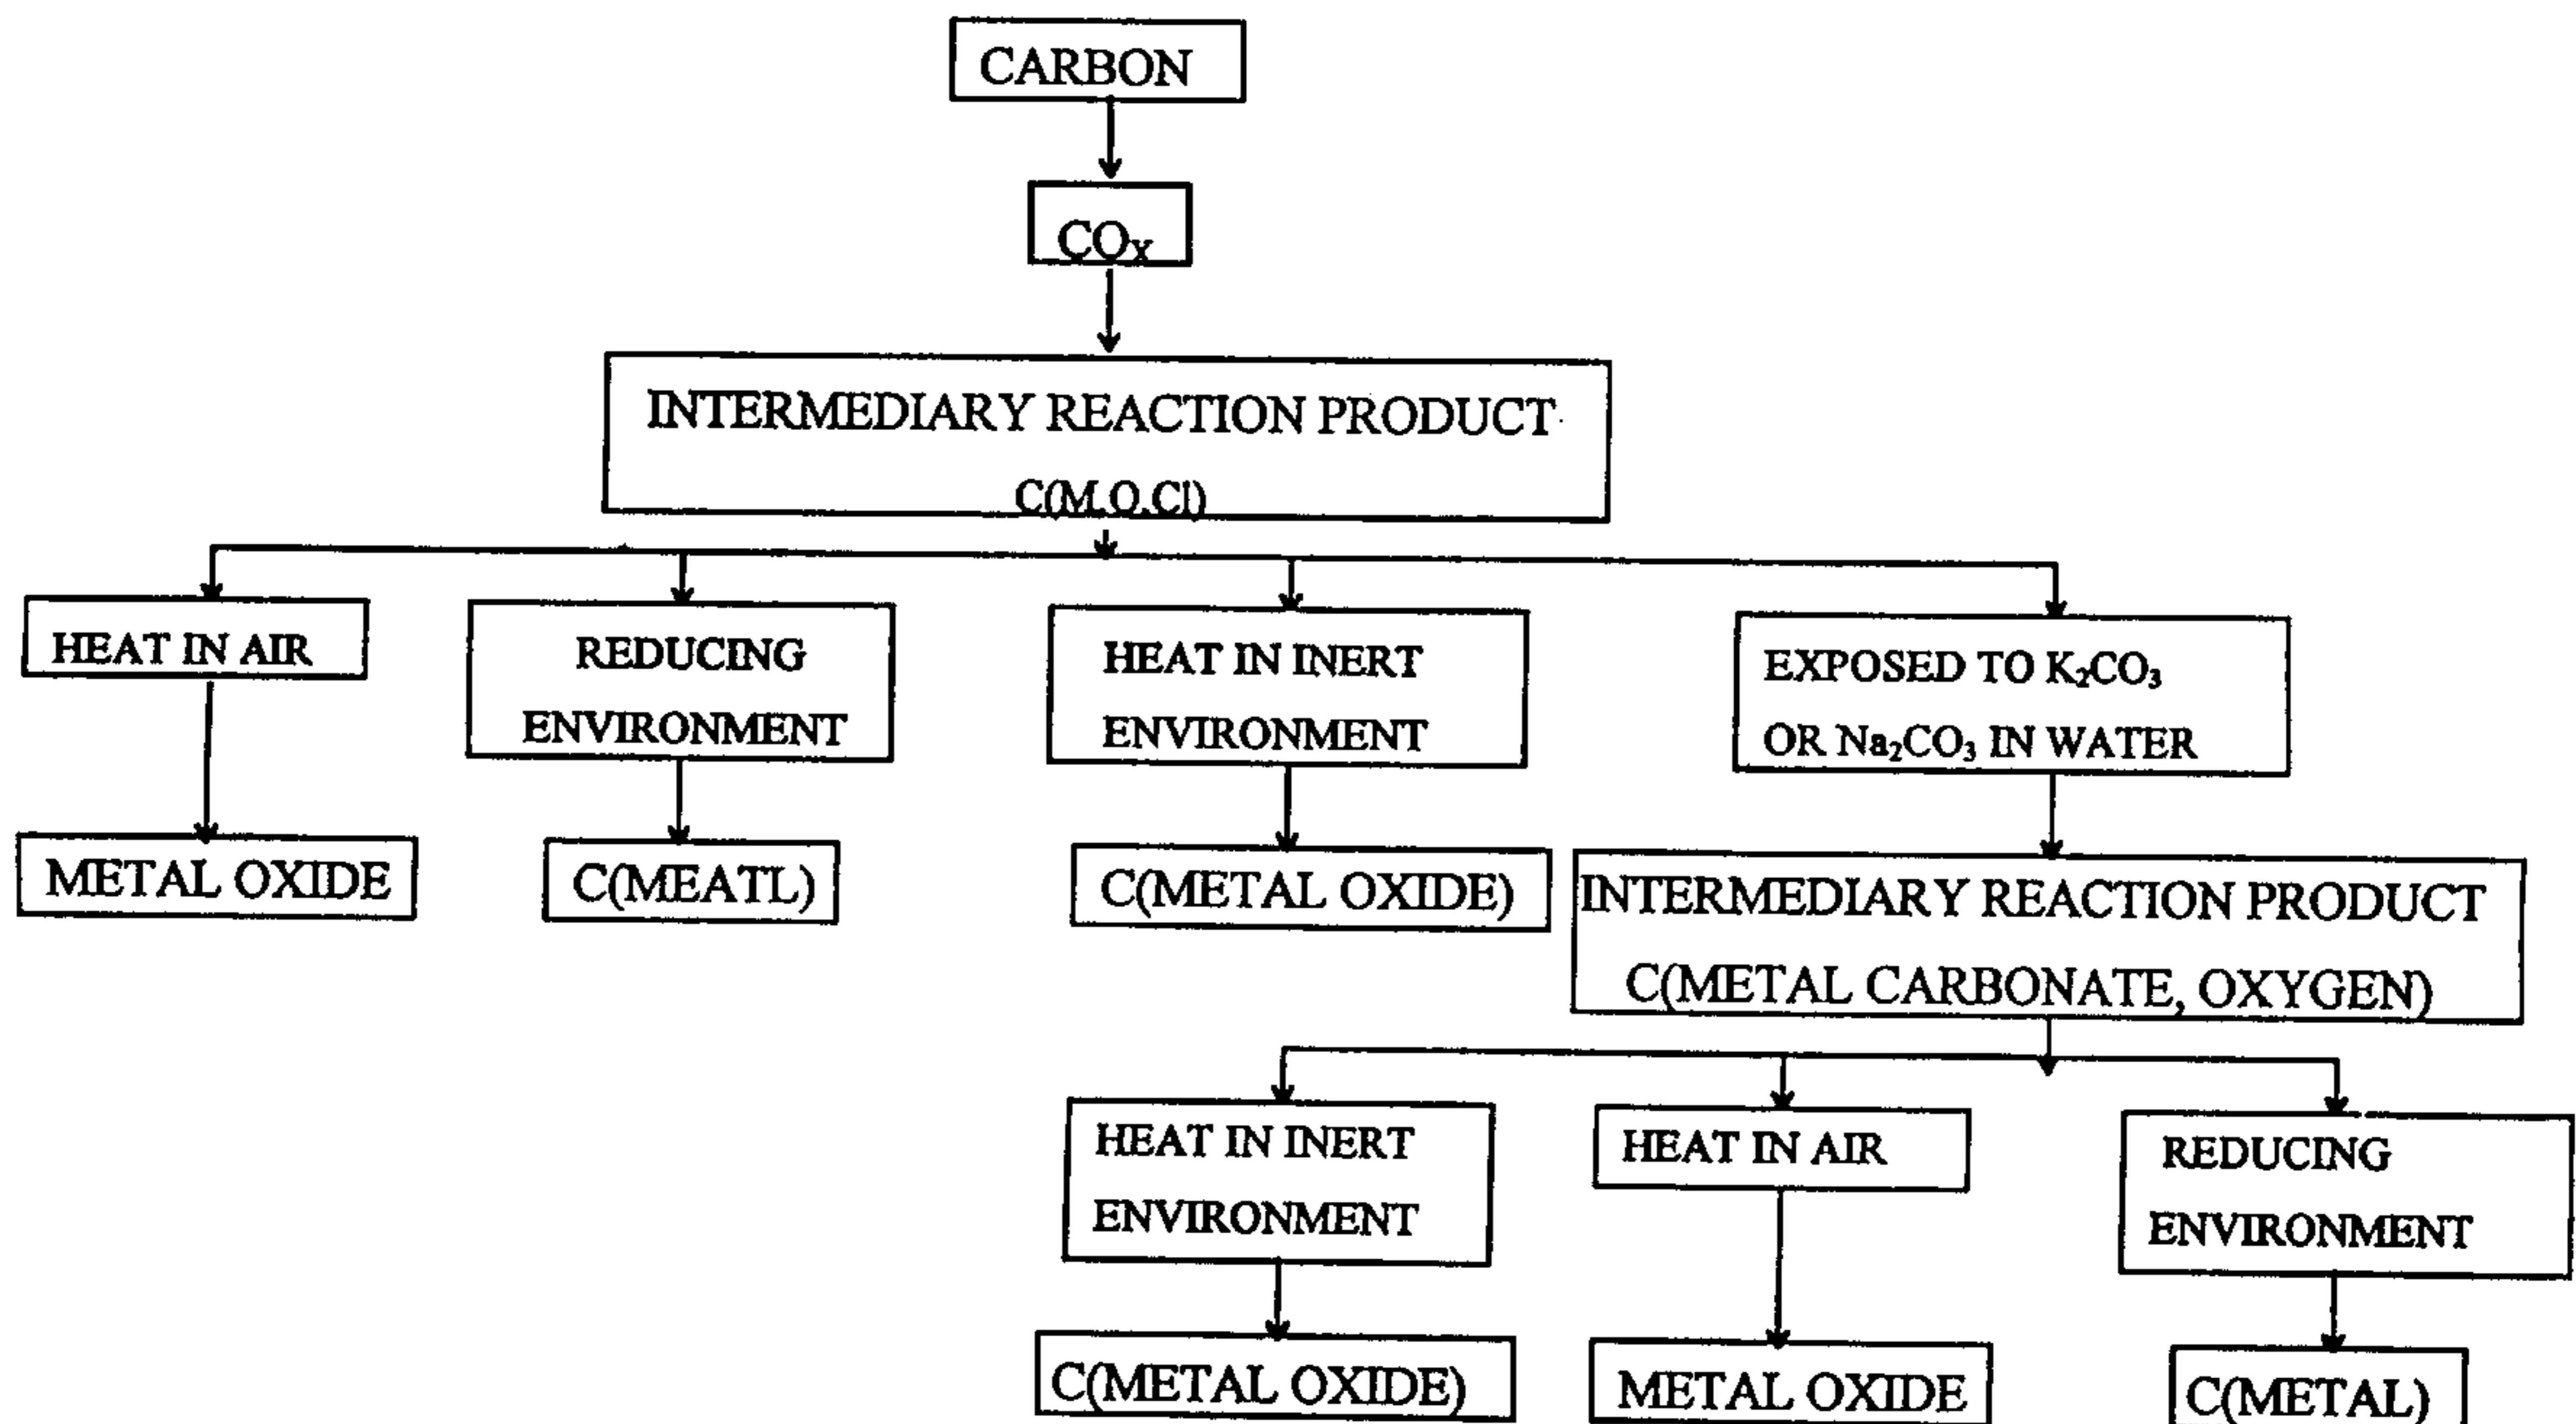 CARBON
COX
INTERMEDIARY REACTION PRODUCT
C(M.O.Cl)
HEAT IN AIR
REDUCING
ENVIRONMENT
HEAT IN INERT
ENVIRONMENT
EXPOSED TO K₂CO₃
OR Na₂CO₃ IN WATER
METAL OXIDE
C(MEATL)
C(METAL OXIDE)
INTERMEDIARY REACTION PRODUCT
C(METAL CARBONATE, OXYGEN)
HEAT IN INERT
ENVIRONMENT
HEAT IN AIR
REDUCING
ENVIRONMENT
C(METAL OXIDE)
METAL OXIDE
C(METAL)